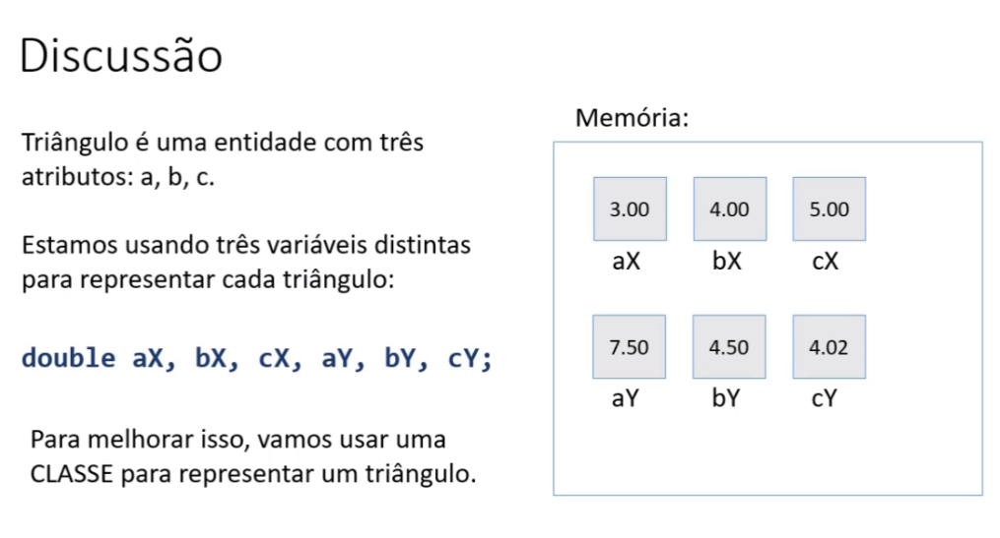 Discussão
Triângulo é uma entidade com três
atributos: a, b, c.
Estamos usando três variáveis distintas
para representar cada triângulo:
double aX, bX, cX, aY, bY, cY;
Para melhorar isso, vamos usar uma
CLASSE para representar um triângulo.
Memória:
3.00 4.00 5.00
aX bX cX
7.50 4.50 4.02
aY bY cY